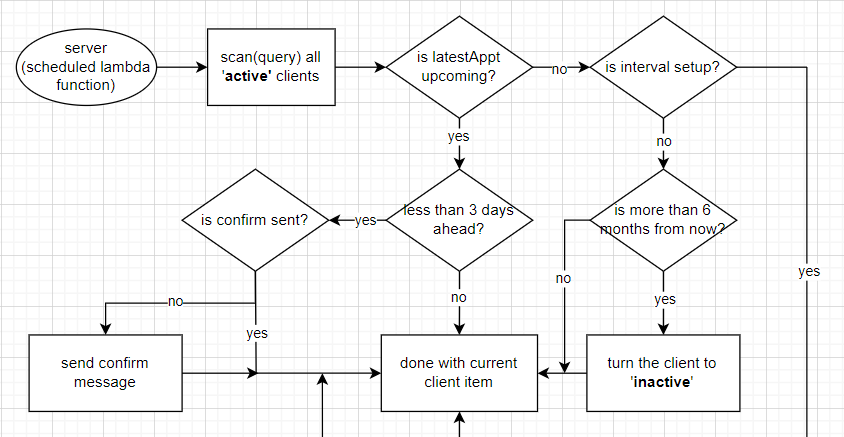 server
(scheduled lambda
function)
scan(query) all
'active' clients
is latestAppt
upcoming?
no
is interval setup?
yes
no
is confirm sent?
yes
less than 3 days
ahead?
is more than 6
months from now?
yes
no
no
no
yes
yes
send confirm
message
done with current
client item
turn the client to
'inactive'